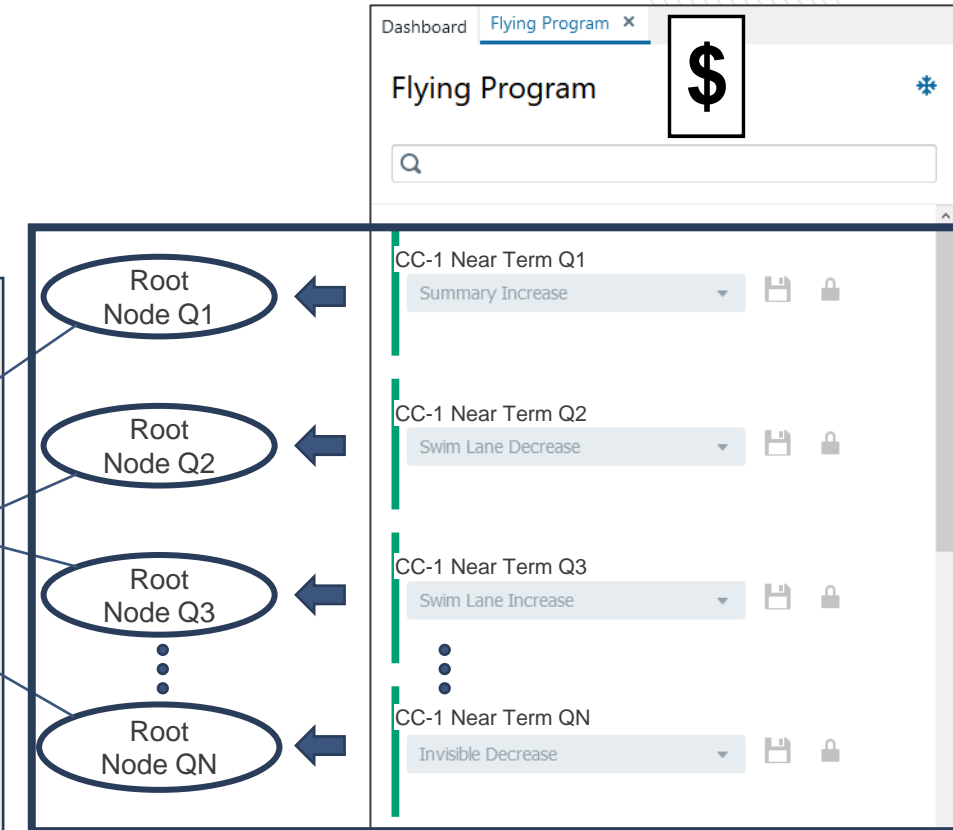 Dashboard Flying Program ×
$
Flying Program
Root
Node Q1
CC-1 Near Term Q1
Summary Increase
Root
Node Q2
CC-1 Near Term Q2
Swim Lane Decrease
Root
Node Q3
CC-1 Near Term Q3
Swim Lane Increase
Root
Node QN
CC-1 Near Term QN
Invisible Decrease